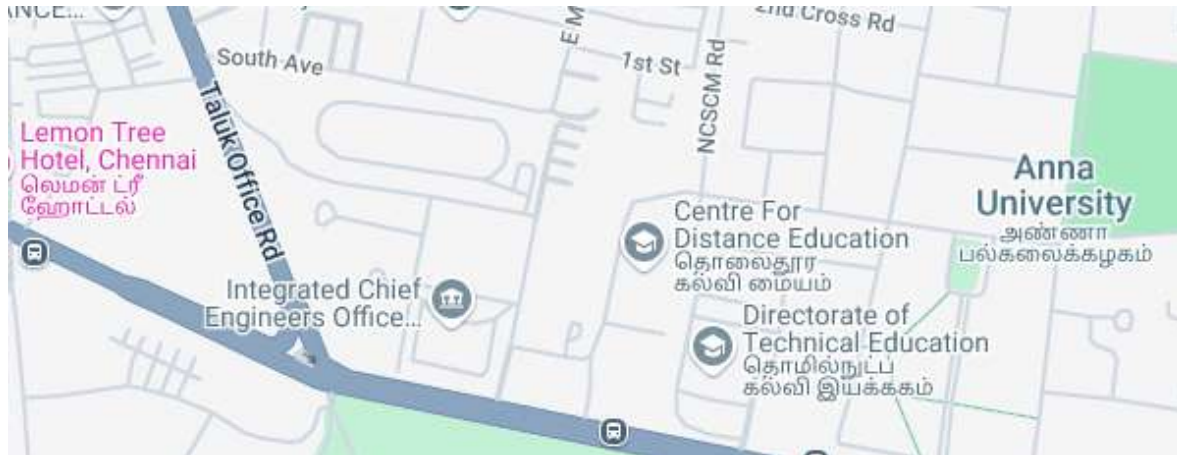 ANCE...
South Ave
Taluk Office Rd
E M
1st St
2nd Cross Rd
NCSCM Rd
Lemon Tree
Hotel, Chennai
லெமன் ட்ரீ
ஹோட்டல்
Anna
University
அண்ணா
பல்கலைக்கழகம்
Centre For
Distance Education
தொலைதூர
கல்வி மையம்
Integrated Chief
Engineers Office...
Directorate of
Technical Education
தொமில்நுட்ப
கல்வி இயக்ககம்